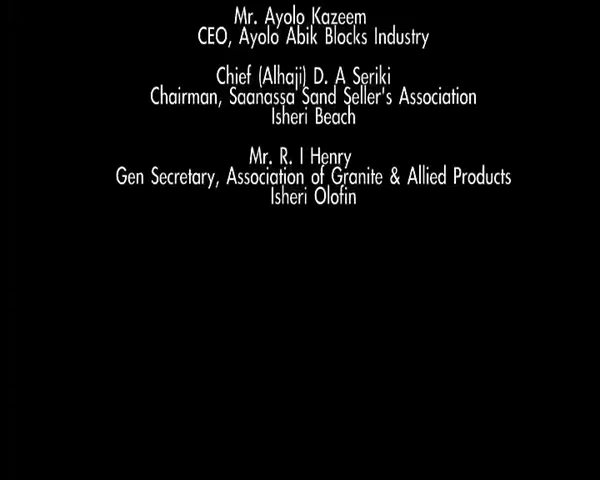 Mr. Ayolo Kazeem
CEO, Ayolo Abik Blocks Industry
Chief (Alhaji) D. A Seriki
Chairman, Saanassa Sand Seller's Association
Isheri Beach
Mr. R. I Henry
Gen Secretary, Association of Granite & Allied Products
Isheri Olofin